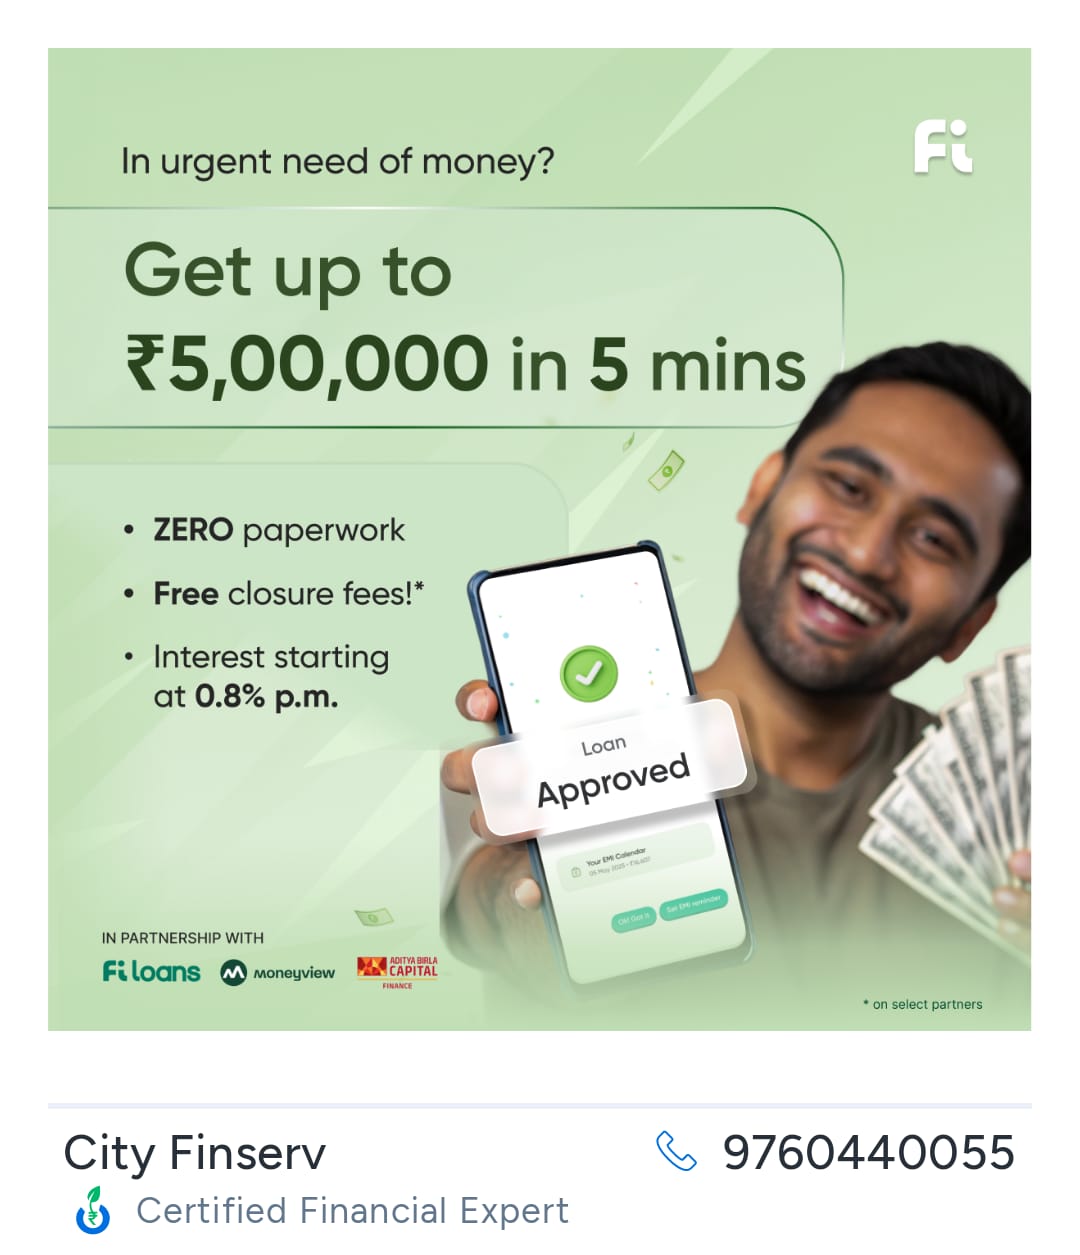 In urgent need of money?
Fi
Get up to
₹5,00,000 in 5 mins
• ZERO paperwork
• Free closure fees!*
• Interest starting
at 0.8% p.m.
Loan
Approved
Your EMI Calendar
Ok! Got it
Set EMI reminder
IN PARTNERSHIP WITH
Fi loans
moneyview
ADITYA BIRLA
CAPITAL
FINANCE
* on select partners
City Finserv
9760440055
Certified Financial Expert